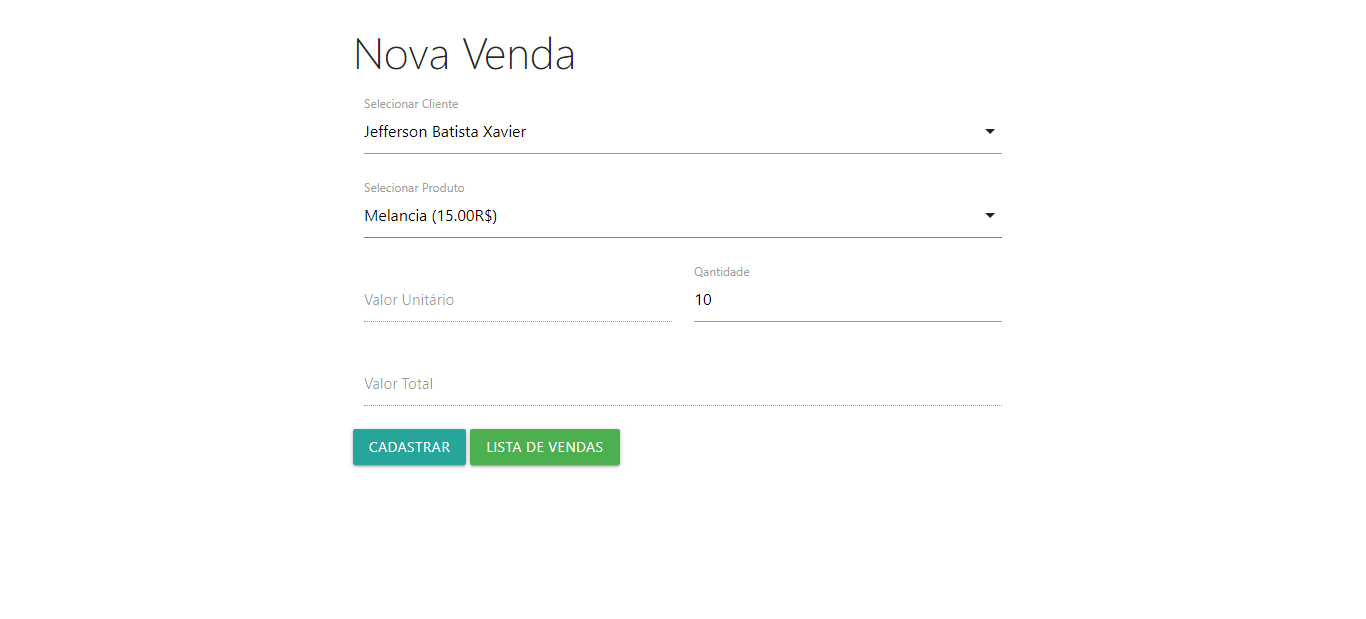 Nova Venda
Selecionar Cliente
Jefferson Batista Xavier
Selecionar Produto
Melancia (15.00R$)
Qantidade
Valor Unitário 10
Valor Total
CADASTRAR LISTA DE VENDAS